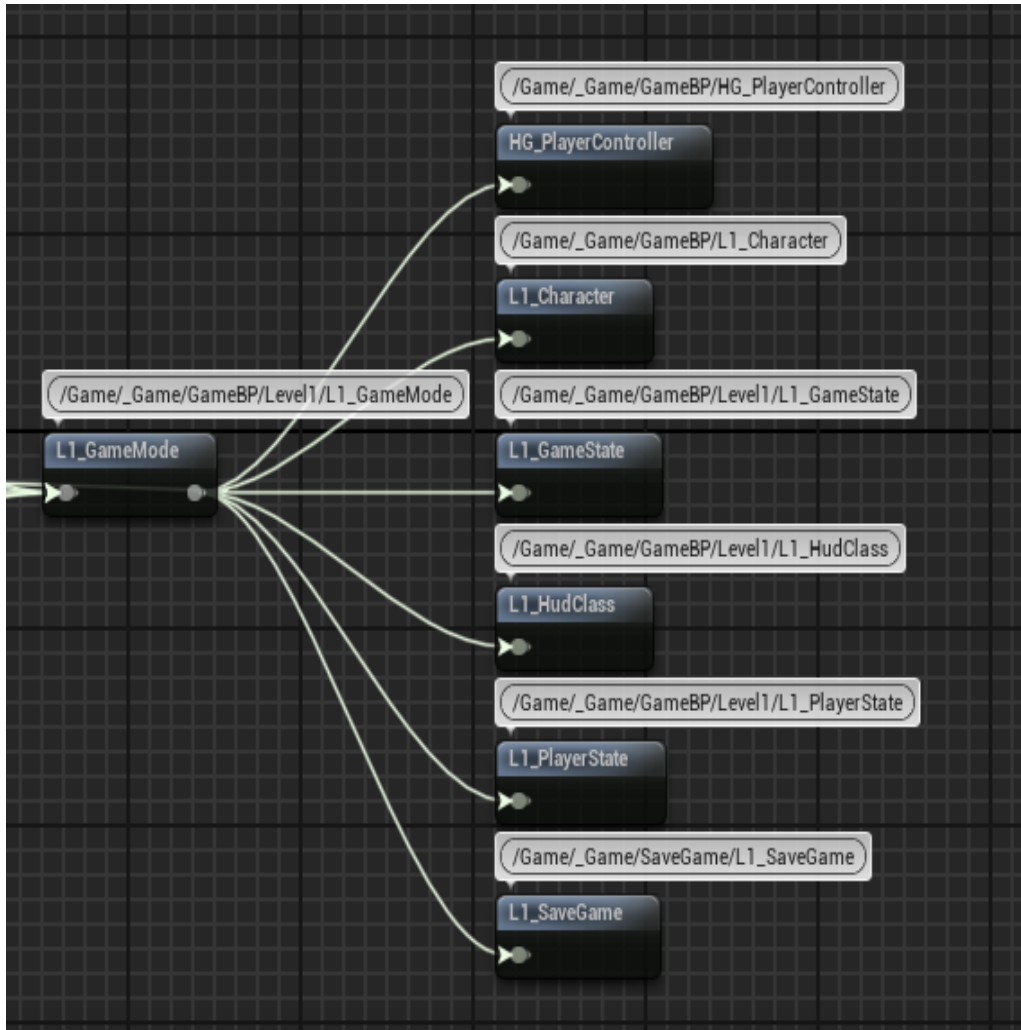 /Game/_Game/GameBP/HG_PlayerController
HG_PlayerController
/Game/_Game/GameBP/L1_Character
L1_Character
/Game/_Game/GameBP/Level1/L1_GameMode
L1_GameMode
/Game/_Game/GameBP/Level1/L1_GameState
L1_GameState
/Game/_Game/GameBP/Level1/L1_HudClass
L1_HudClass
/Game/_Game/GameBP/Level1/L1_PlayerState
L1_PlayerState
/Game/_Game/SaveGame/L1_SaveGame
L1_SaveGame